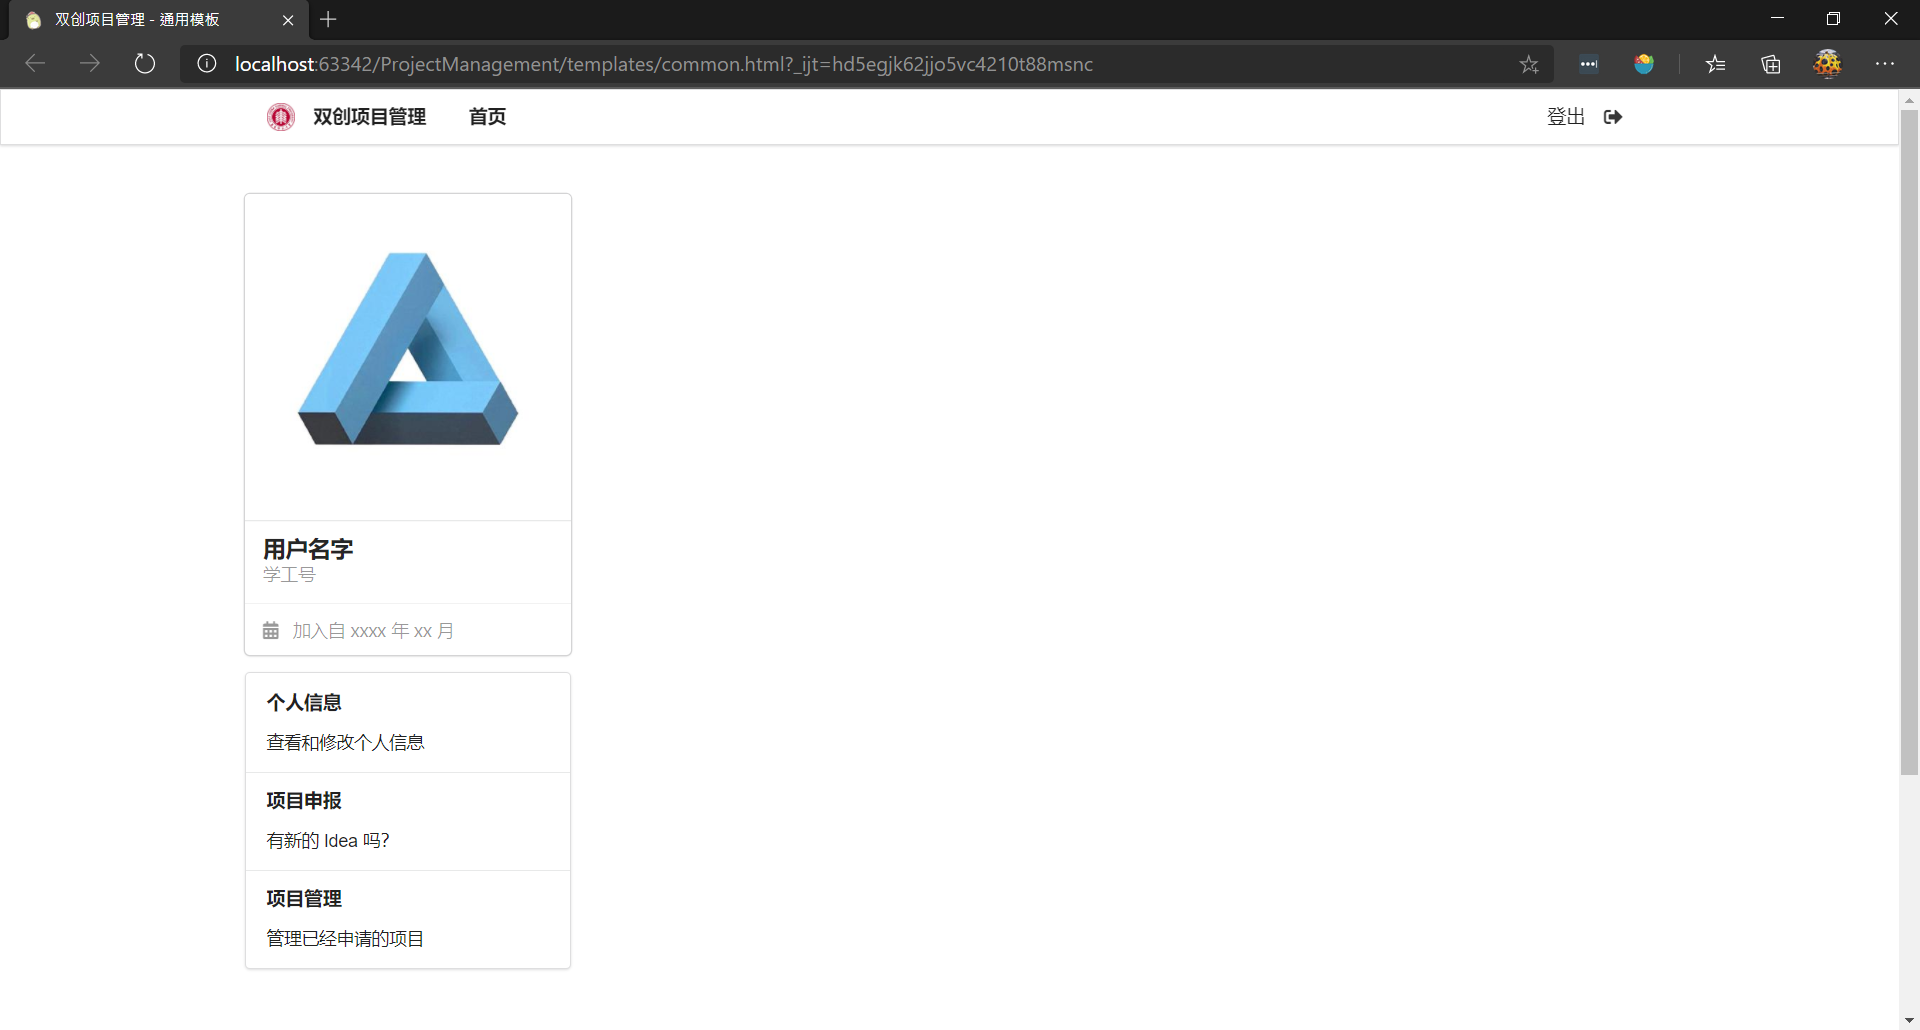 双创项目管理 - 通用模板
localhost:63342/ProjectManagement/templates/common.html?_ijt=hd5egjk62jjo5vc4210t88msnc
双创项目管理 首页 登出
用户名字
学工号
加入自 xxxx 年 xx 月
个人信息
查看和修改个人信息
项目申报
有新的 Idea 吗?
项目管理
管理已经申请的项目